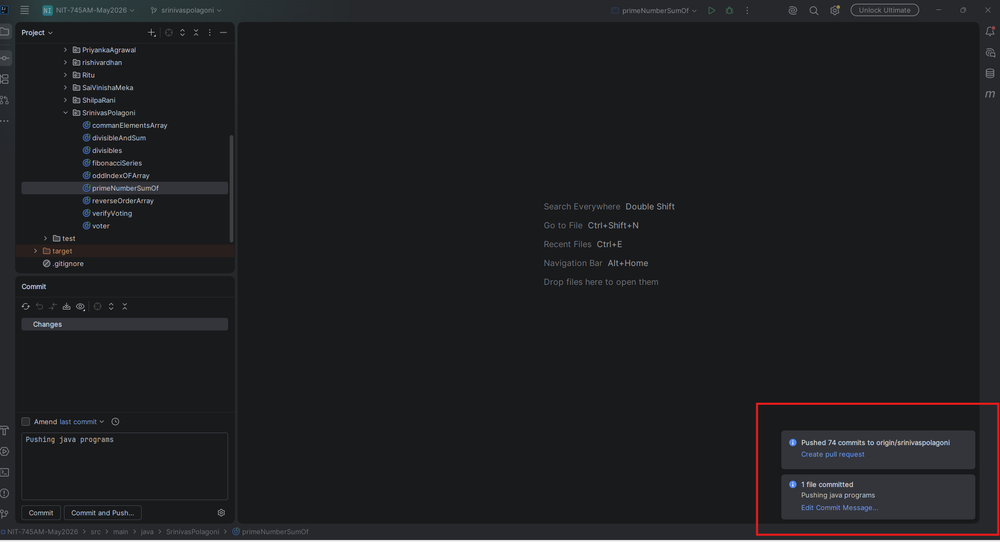 NI NIT-745AM-May2026 srinivaspolagoni primeNumberSumOf Unlock Ultimate
Project
PriyankaAgrawal
rishivardhan
Ritu
SaiVinishaMeka
ShilpaRani
SrinivasPolagoni
commanElementsArray
divisibleAndSum
divisibles
fibonacciSeries
oddIndexOFArray
primeNumberSumOf
reverseOrderArray
verifyVoting
voter
test
target
.gitignore
Search Everywhere Double Shift
Go to File Ctrl+Shift+N
Recent Files Ctrl+E
Navigation Bar Alt+Home
Drop files here to open them
Commit
Changes
Amend last commit
Pushing java programs
Commit Commit and Push...
Pushed 74 commits to origin/srinivaspolagoni
Create pull request
1 file committed
Pushing java programs
Edit Commit Message...
NIT-745AM-May2026 > src > main > java > SrinivasPolagoni > primeNumberSumOf